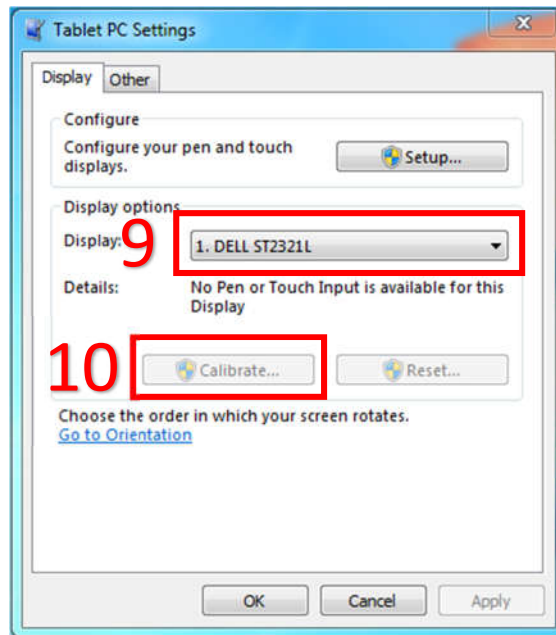 Tablet PC Settings
Display Other
Configure
Configure your pen and touch
displays.
Setup...
Display options
Display:
9
1. DELL ST2321L
Details:
No Pen or Touch Input is available for this
Display
10
Calibrate...
Reset...
Choose the order in which your screen rotates.
Go to Orientation
OK Cancel Apply